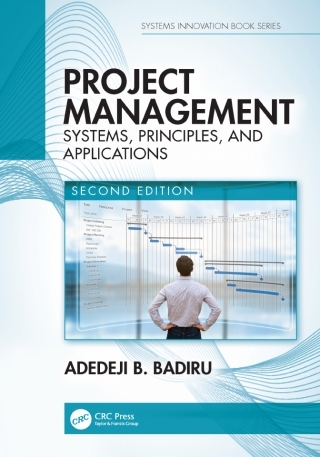 SYSTEMS INNOVATION BOOK SERIES
PROJECT
MANAGEMENT
SYSTEMS, PRINCIPLES, AND
APPLICATIONS
SECOND EDITION
ADEDEJI B. BADIRU
CRC
CRC Press
Taylor & Francis Group